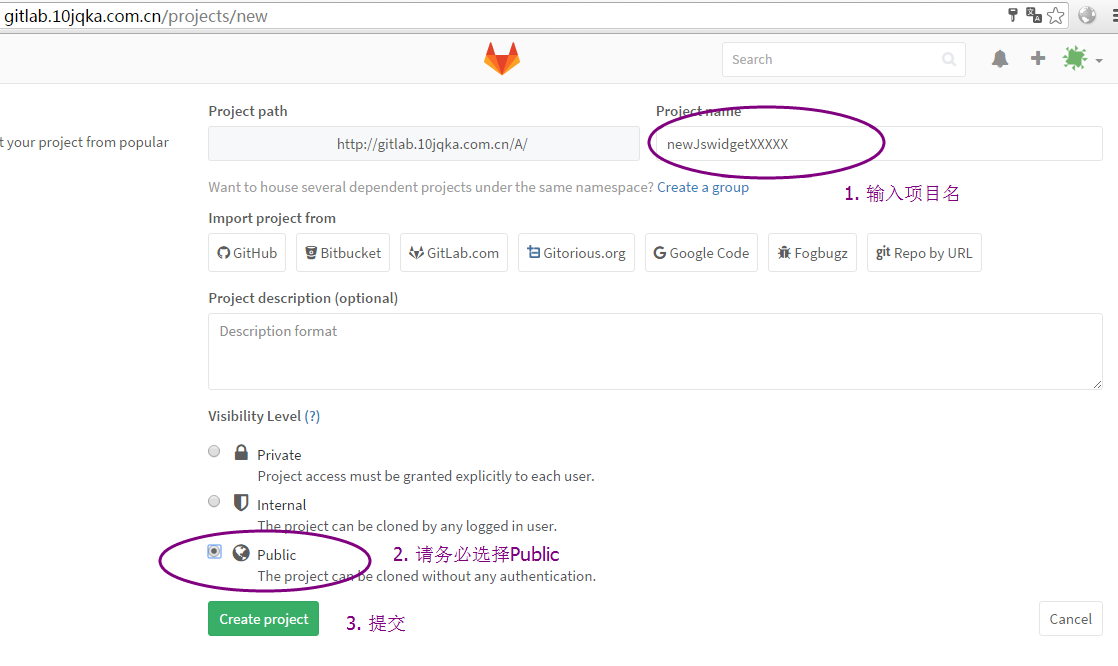 gitlab.10jqka.com.cn/projects/new
Search
Project path
Project name
t your project from popular
http://gitlab.10jqka.com.cn/A/
newJswidgetXXXXX
Want to house several dependent projects under the same namespace? Create a group
1. 输入项目名
Import project from
GitHub
Bitbucket
GitLab.com
Gitorious.org
Google Code
Fogbugz
git Repo by URL
Project description (optional)
Description format
Visibility Level (?)
Private
Project access must be granted explicitly to each user.
Internal
The project can be cloned by any logged in user.
Public
2. 请务必选择Public
The project can be cloned without any authentication.
Create project
3. 提交
Cancel